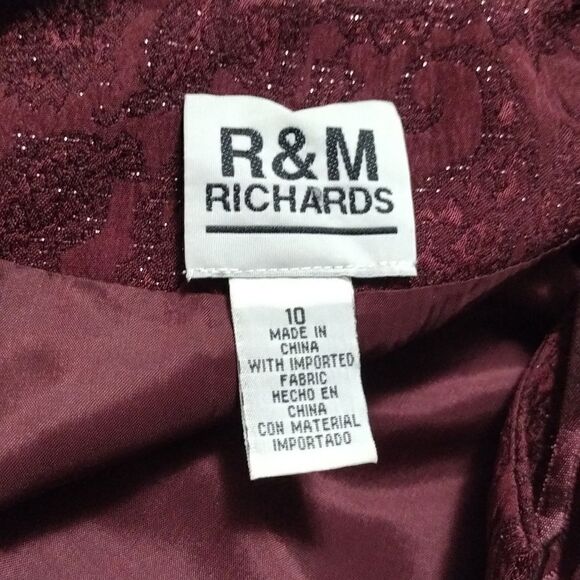 R&M
RICHARDS
10
MADE IN
CHINA
WITH IMPORTED
FABRIC
HECHO EN
CHINA
CON MATERIAL
IMPORTADO